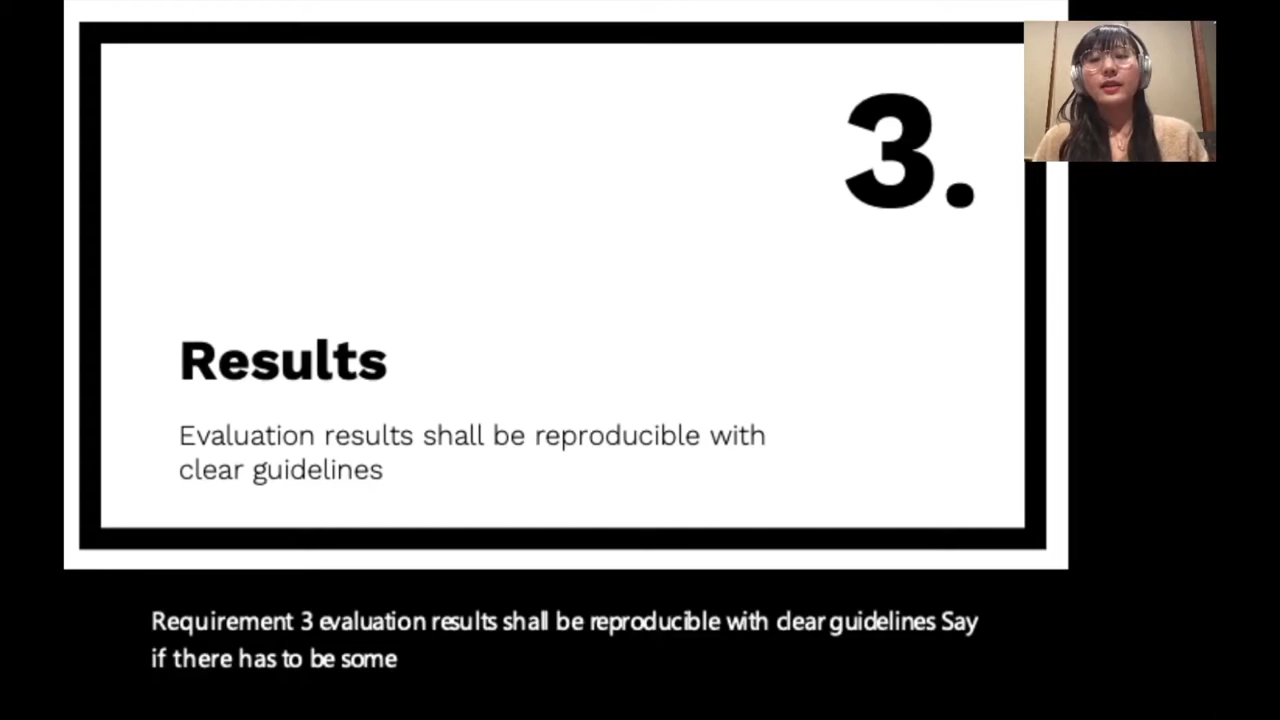 3.
Results
Evaluation results shall be reproducible with
clear guidelines
Requirement 3 evaluation results shall be reproducible with clear guidelines Say
if there has to be some